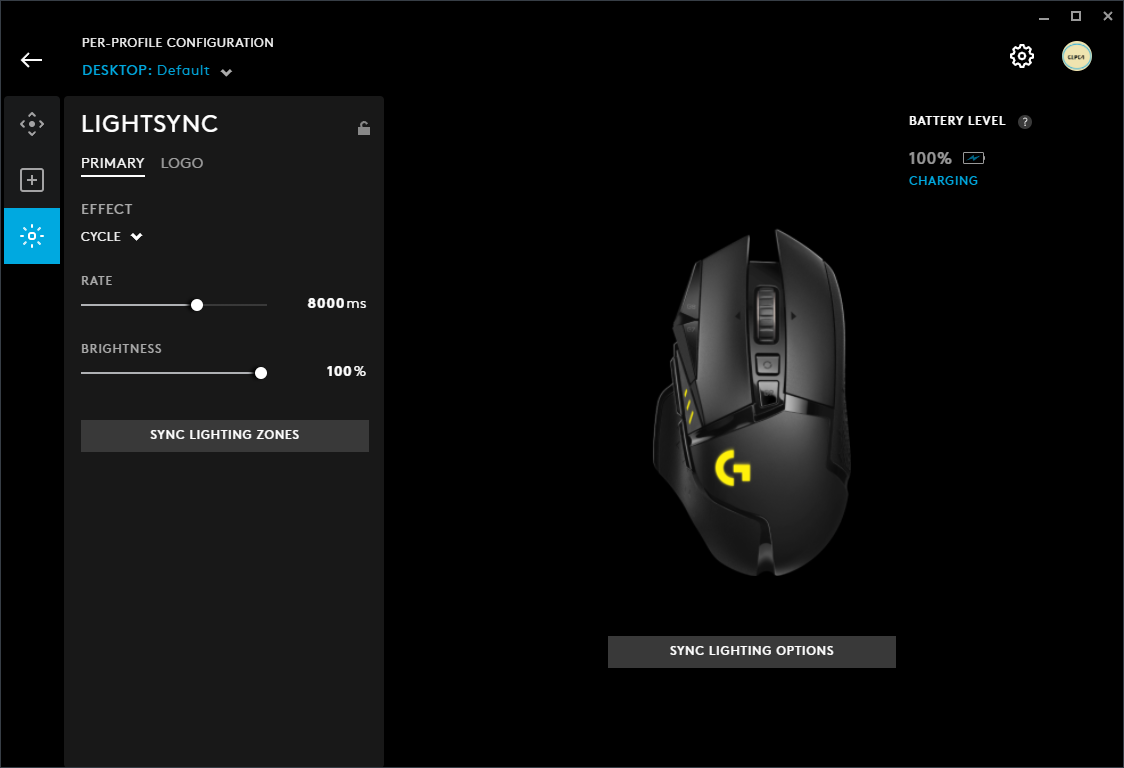 PER-PROFILE CONFIGURATION
DESKTOP: Default
LIGHTSYNC
PRIMARY LOGO
EFFECT
CYCLE
RATE
8000ms
BRIGHTNESS
100%
SYNC LIGHTING ZONES
BATTERY LEVEL ?
100%
CHARGING
G
SYNC LIGHTING OPTIONS